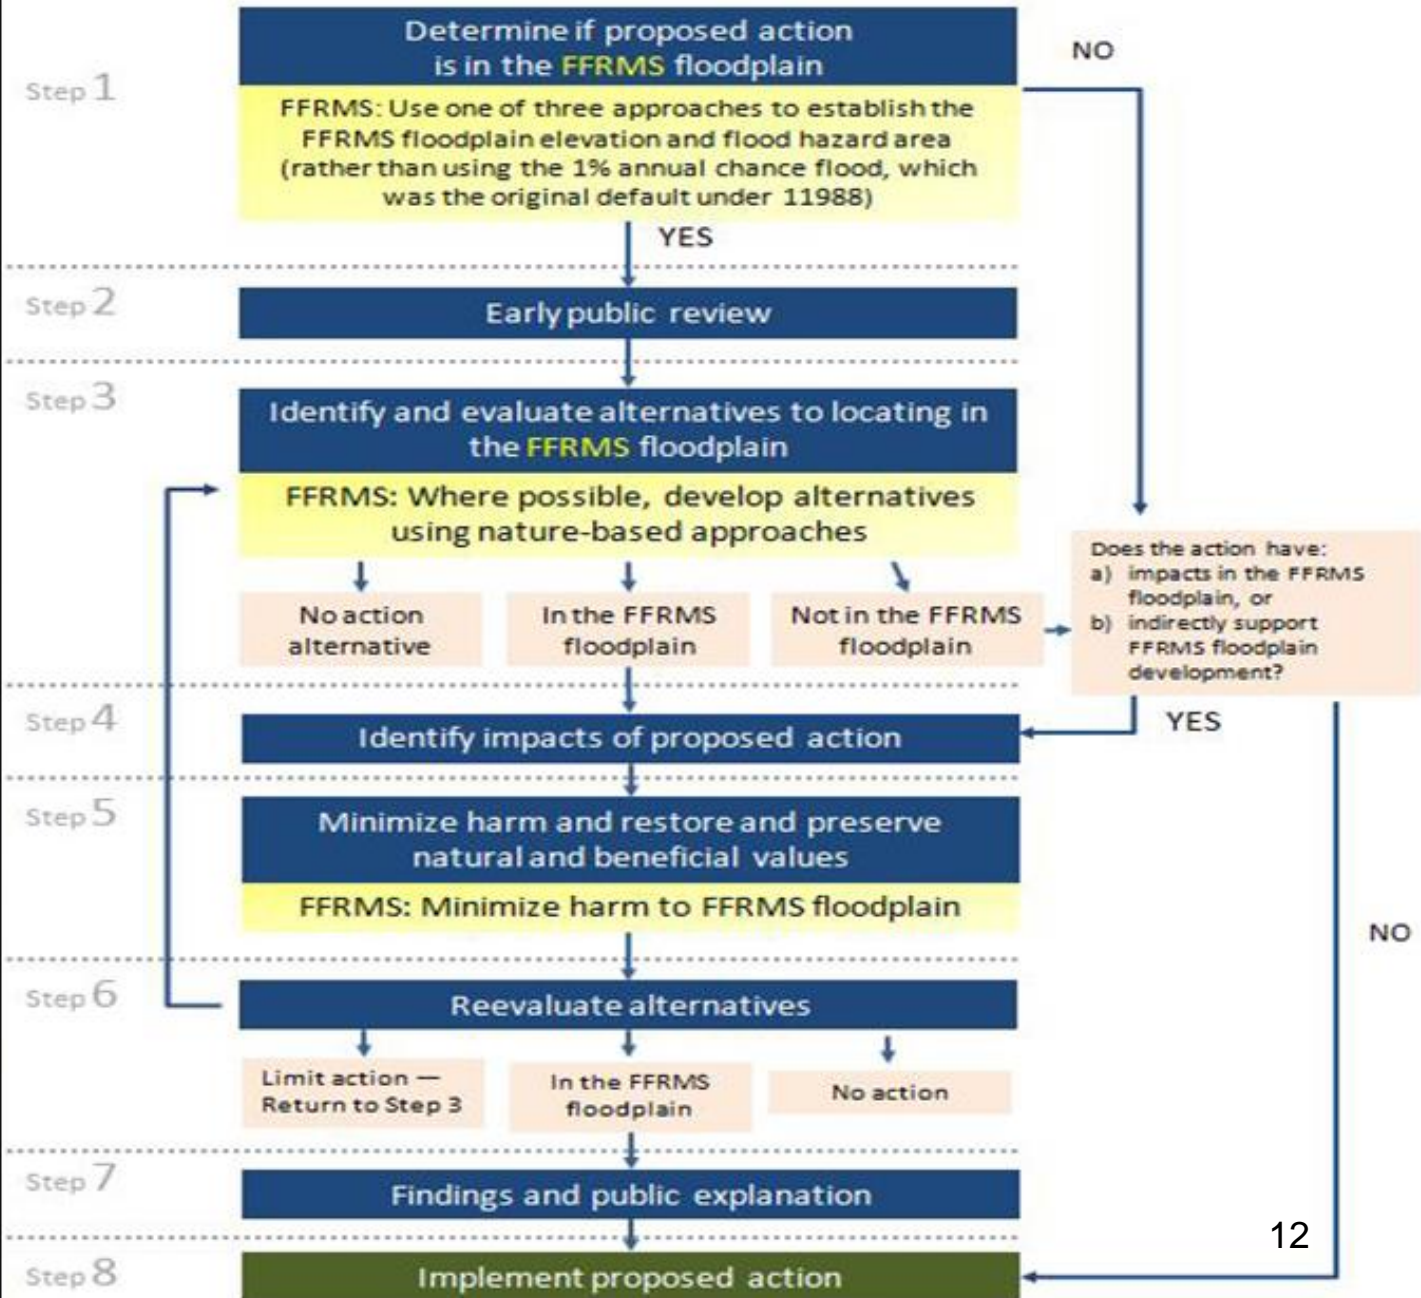 Determine if proposed action
is in the FFRMS floodplain
NO
Step 1
FFRMS: Use one of three approaches to establish the
FFRMS floodplain elevation and flood hazard area
(rather than using the 1% annual chance flood, which
was the original default under 11988)
YES
Step 2
Early public review
Step 3
Identify and evaluate alternatives to locating in
the FFRMS floodplain
FFRMS: Where possible, develop alternatives
using nature-based approaches
No action
alternative
In the FFRMS
floodplain
Not in the FFRMS
floodplain
Does the action have:
a) impacts in the FFRMS
floodplain, or
b) indirectly support
FFRMS floodplain
development?
YES
NO
Step 4
Identify impacts of proposed action
Step 5
Minimize harm and restore and preserve
natural and beneficial values
FFRMS: Minimize harm to FFRMS floodplain
Step 6
Reevaluate alternatives
Limit action —
Return to Step 3
In the FFRMS
floodplain
No action
Step 7
Findings and public explanation
12
Step 8
Implement proposed action